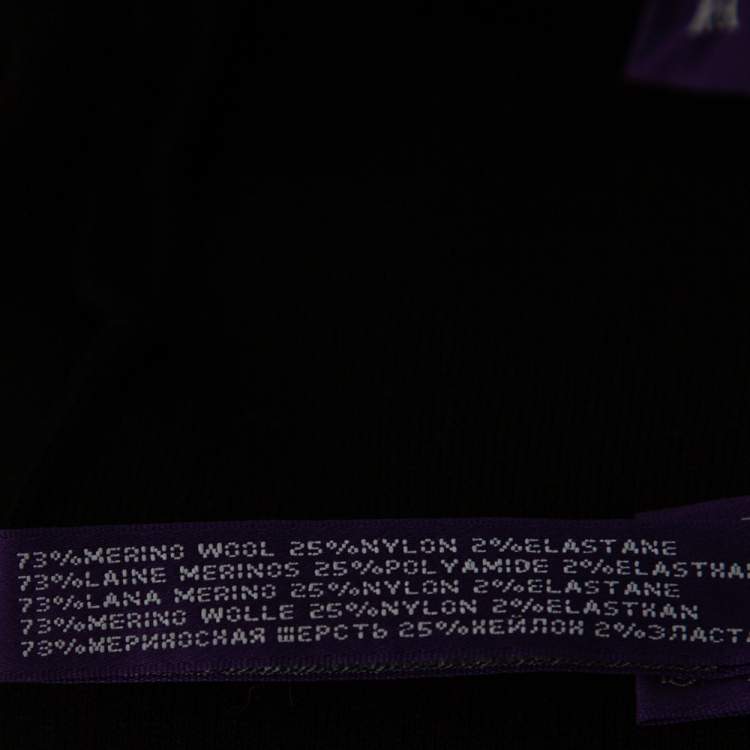 73%MERINO WOOL 25%NYLON 2%ELASTANE
73%LAINE MERINOS 25%POLYAMIDE 2%ELASTHA
73%LANA MERINO 25%NYLON 2%ELASTANE
73%MERINO WOLLE 25%NYLON 2%ELASTHAN
73%МЕРИНОСНАЯ ШЕРСТЬ 25%НЕЙЛОН 2%ЭЛАСТА